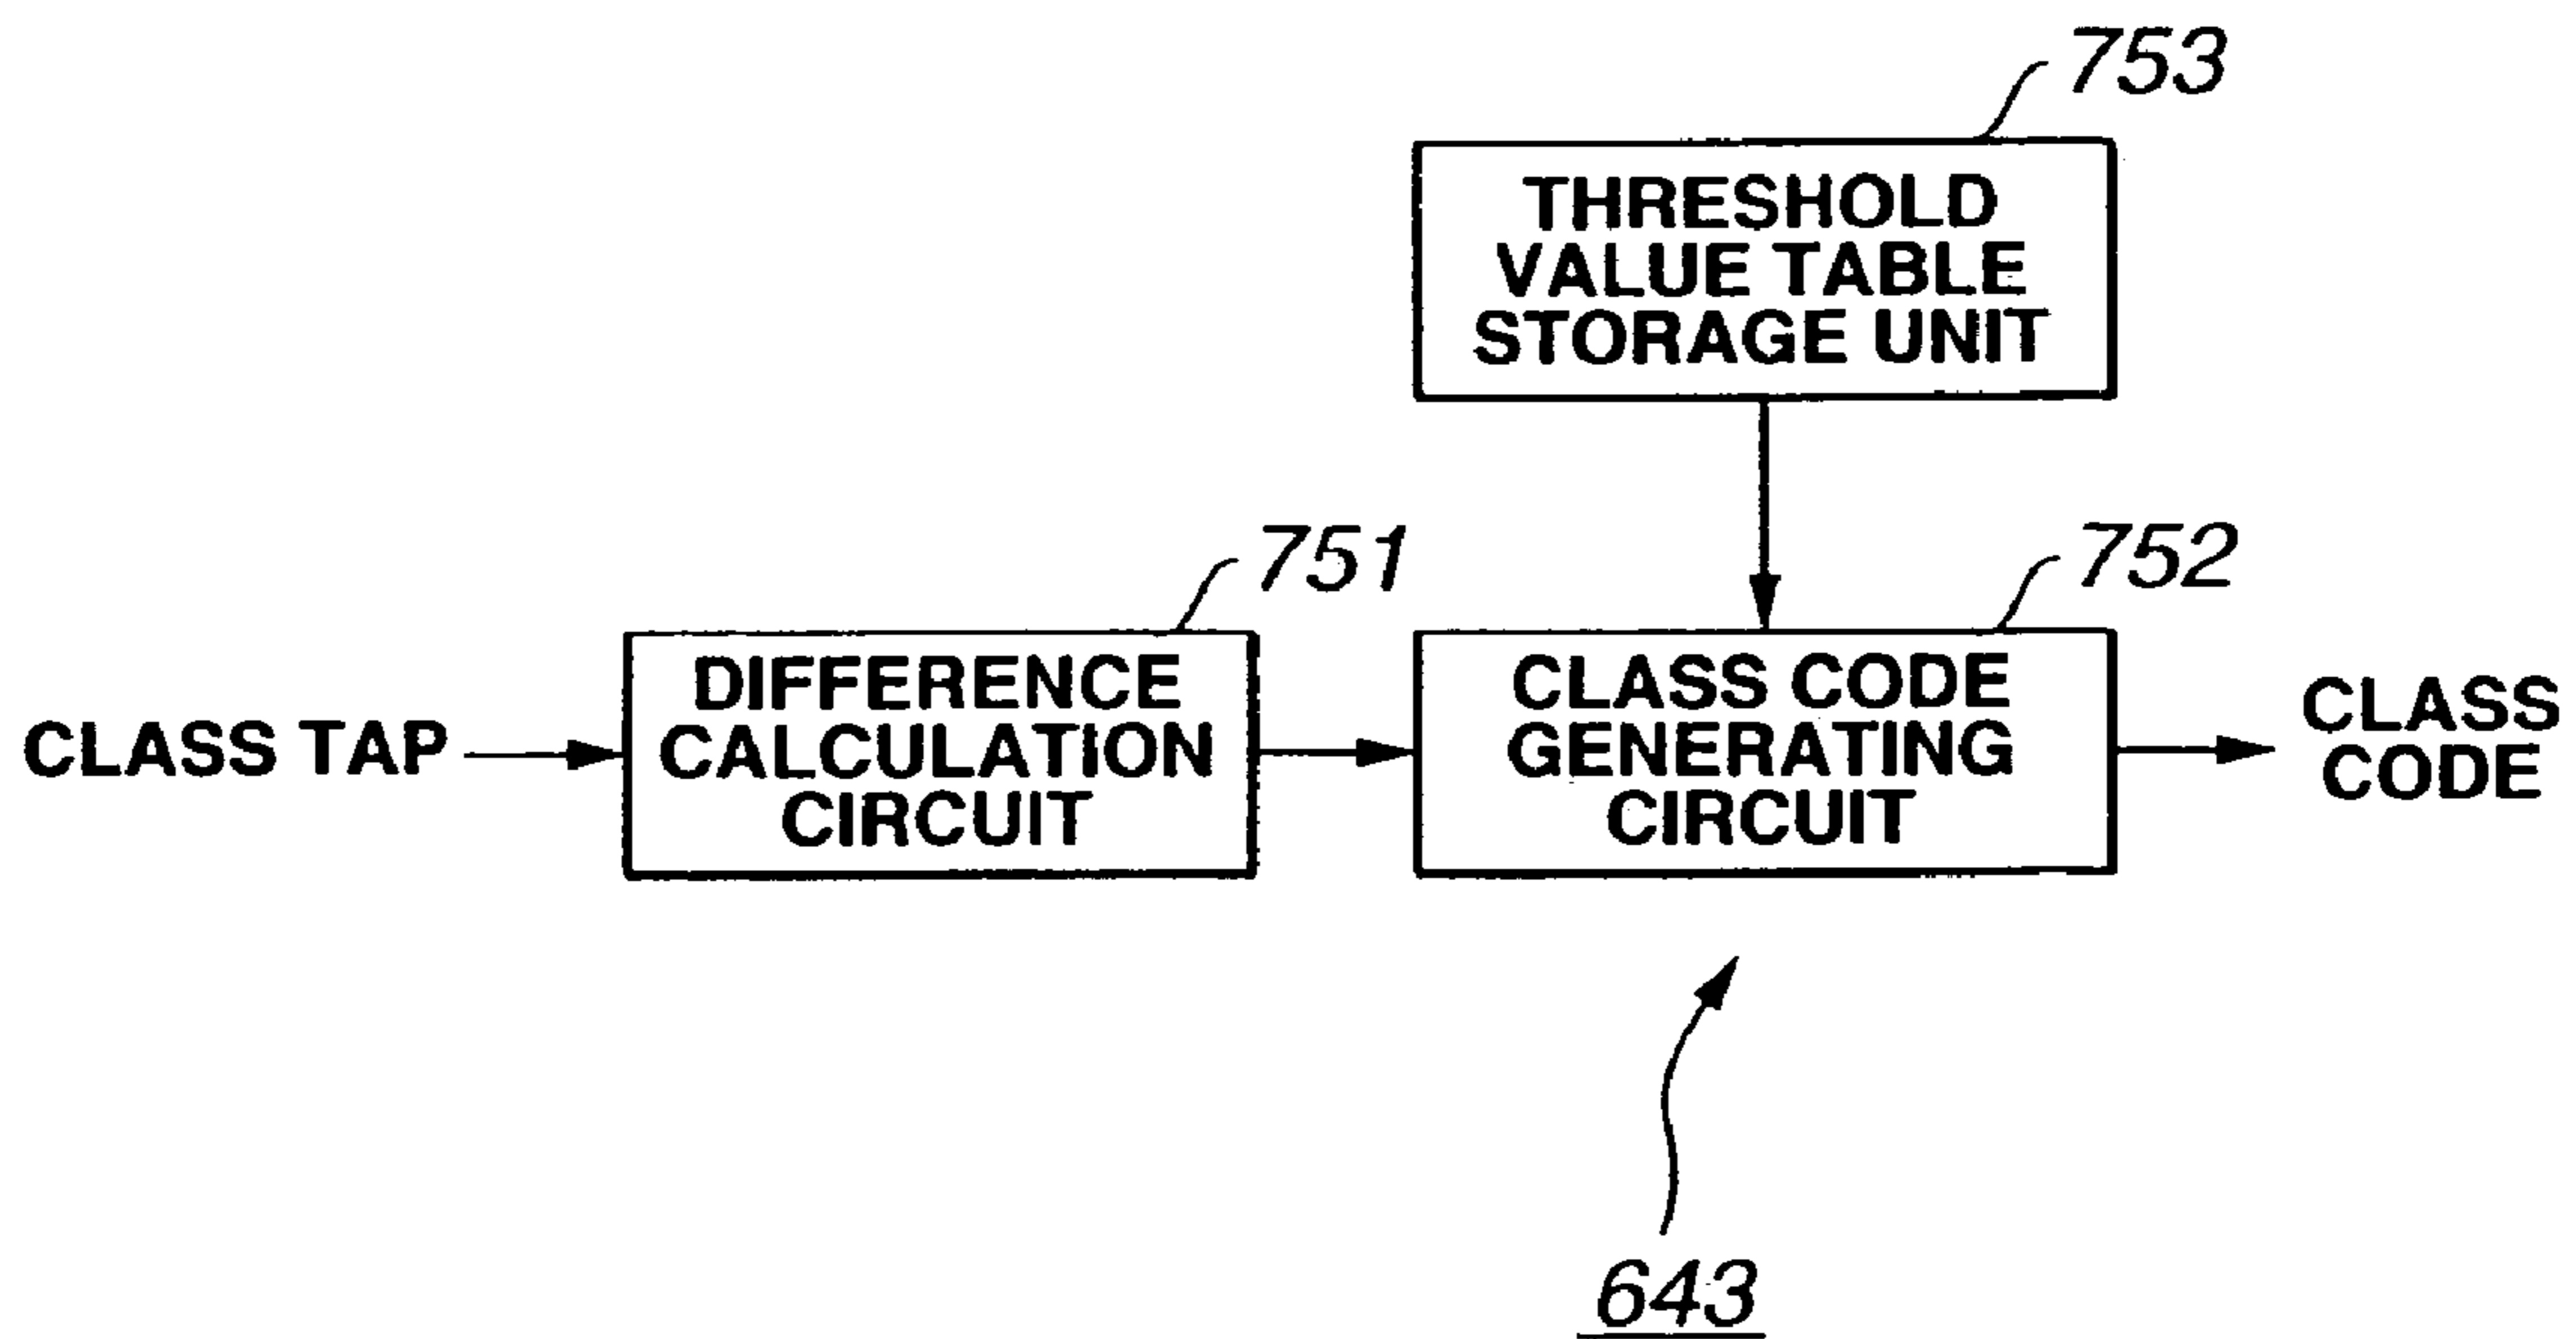 753
THRESHOLD
VALUE TABLE
STORAGE UNIT
751
752
CLASS TAP
DIFFERENCE
CALCULATION
CIRCUIT
CLASS CODE
GENERATING
CIRCUIT
CLASS
CODE
643